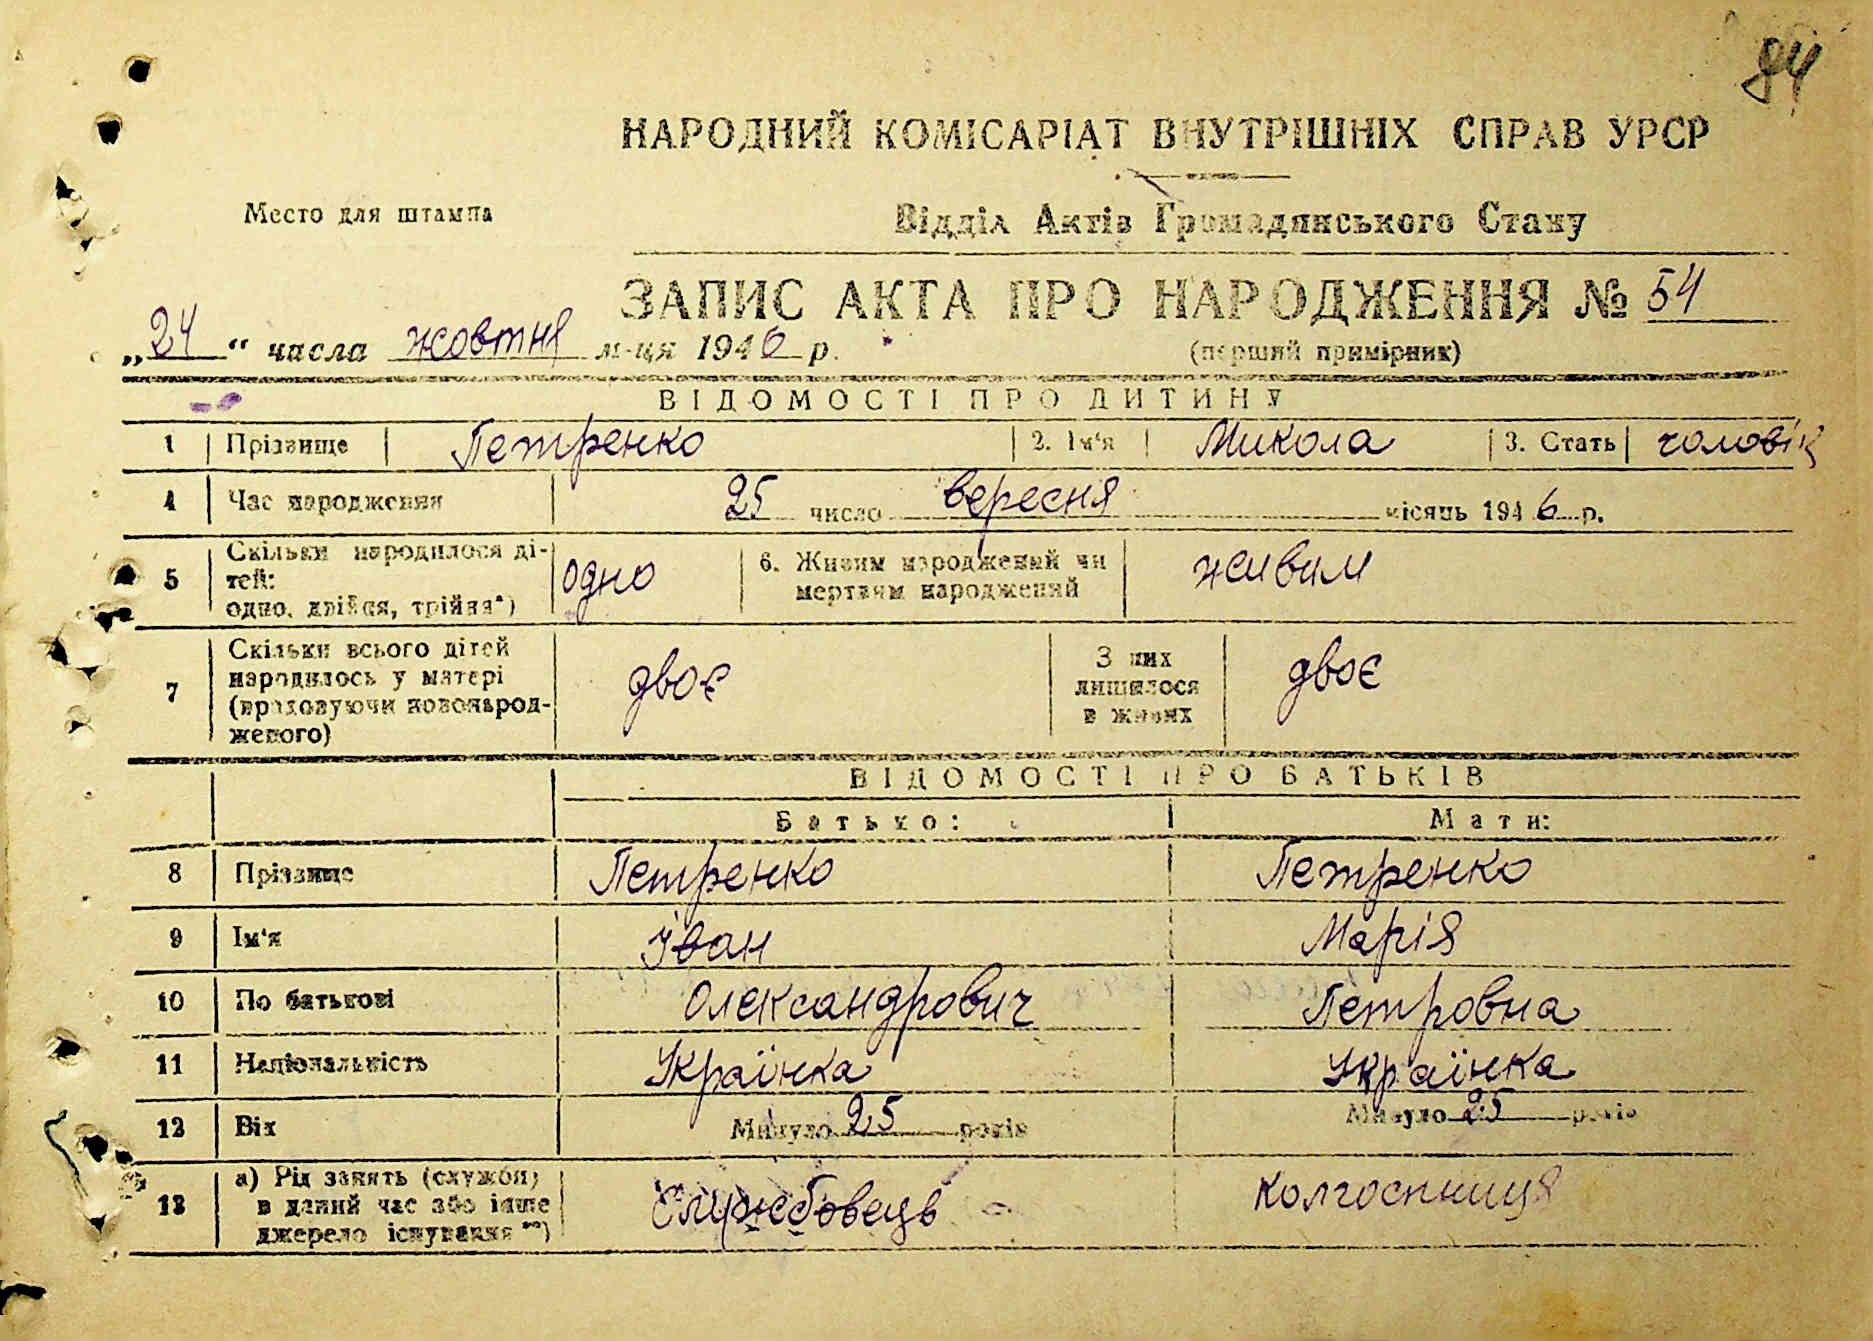 84
НАРОДНИЙ КОМІСАРІАТ ВНУТРІШНІХ СПРАВ УРСР
Место для штампа
Відділ Актів Громадянського Стану
ЗАПИС АКТА ПРО НАРОДЖЕННЯ № 54
„24“ числа жовтня м-ця 1946 р.
(перший примірник)
ВІДОМОСТІ ПРО ДИТИНУ
1 Прізвище Петренко 2. Ім'я Микола 3. Стать чоловік
4 Час народження 25 число вересня місяць 1946 р.
5 Скільки народилося ді-
тей:
одно, двійня, трійня*) одно 6. Живим народжений чи
мертвим народжений живим
7 Скільки всього дітей
народилось у матері
(враховуючи новонарод-
женого) двоє З них
лишилося
в живих двоє
ВІДОМОСТІ ПРО БАТЬКІВ
Батько: Мати:
8 Прізвище Петренко Петренко
9 Ім'я Іван Марія
10 По батькові Олександрович Петровна
11 Національність Українка Українка
12 Вік Минуло 25 років Минуло 25 років
13 а) Рід занять (служби)
в даний час або інше
джерело існування **) Службовець колгоспниця